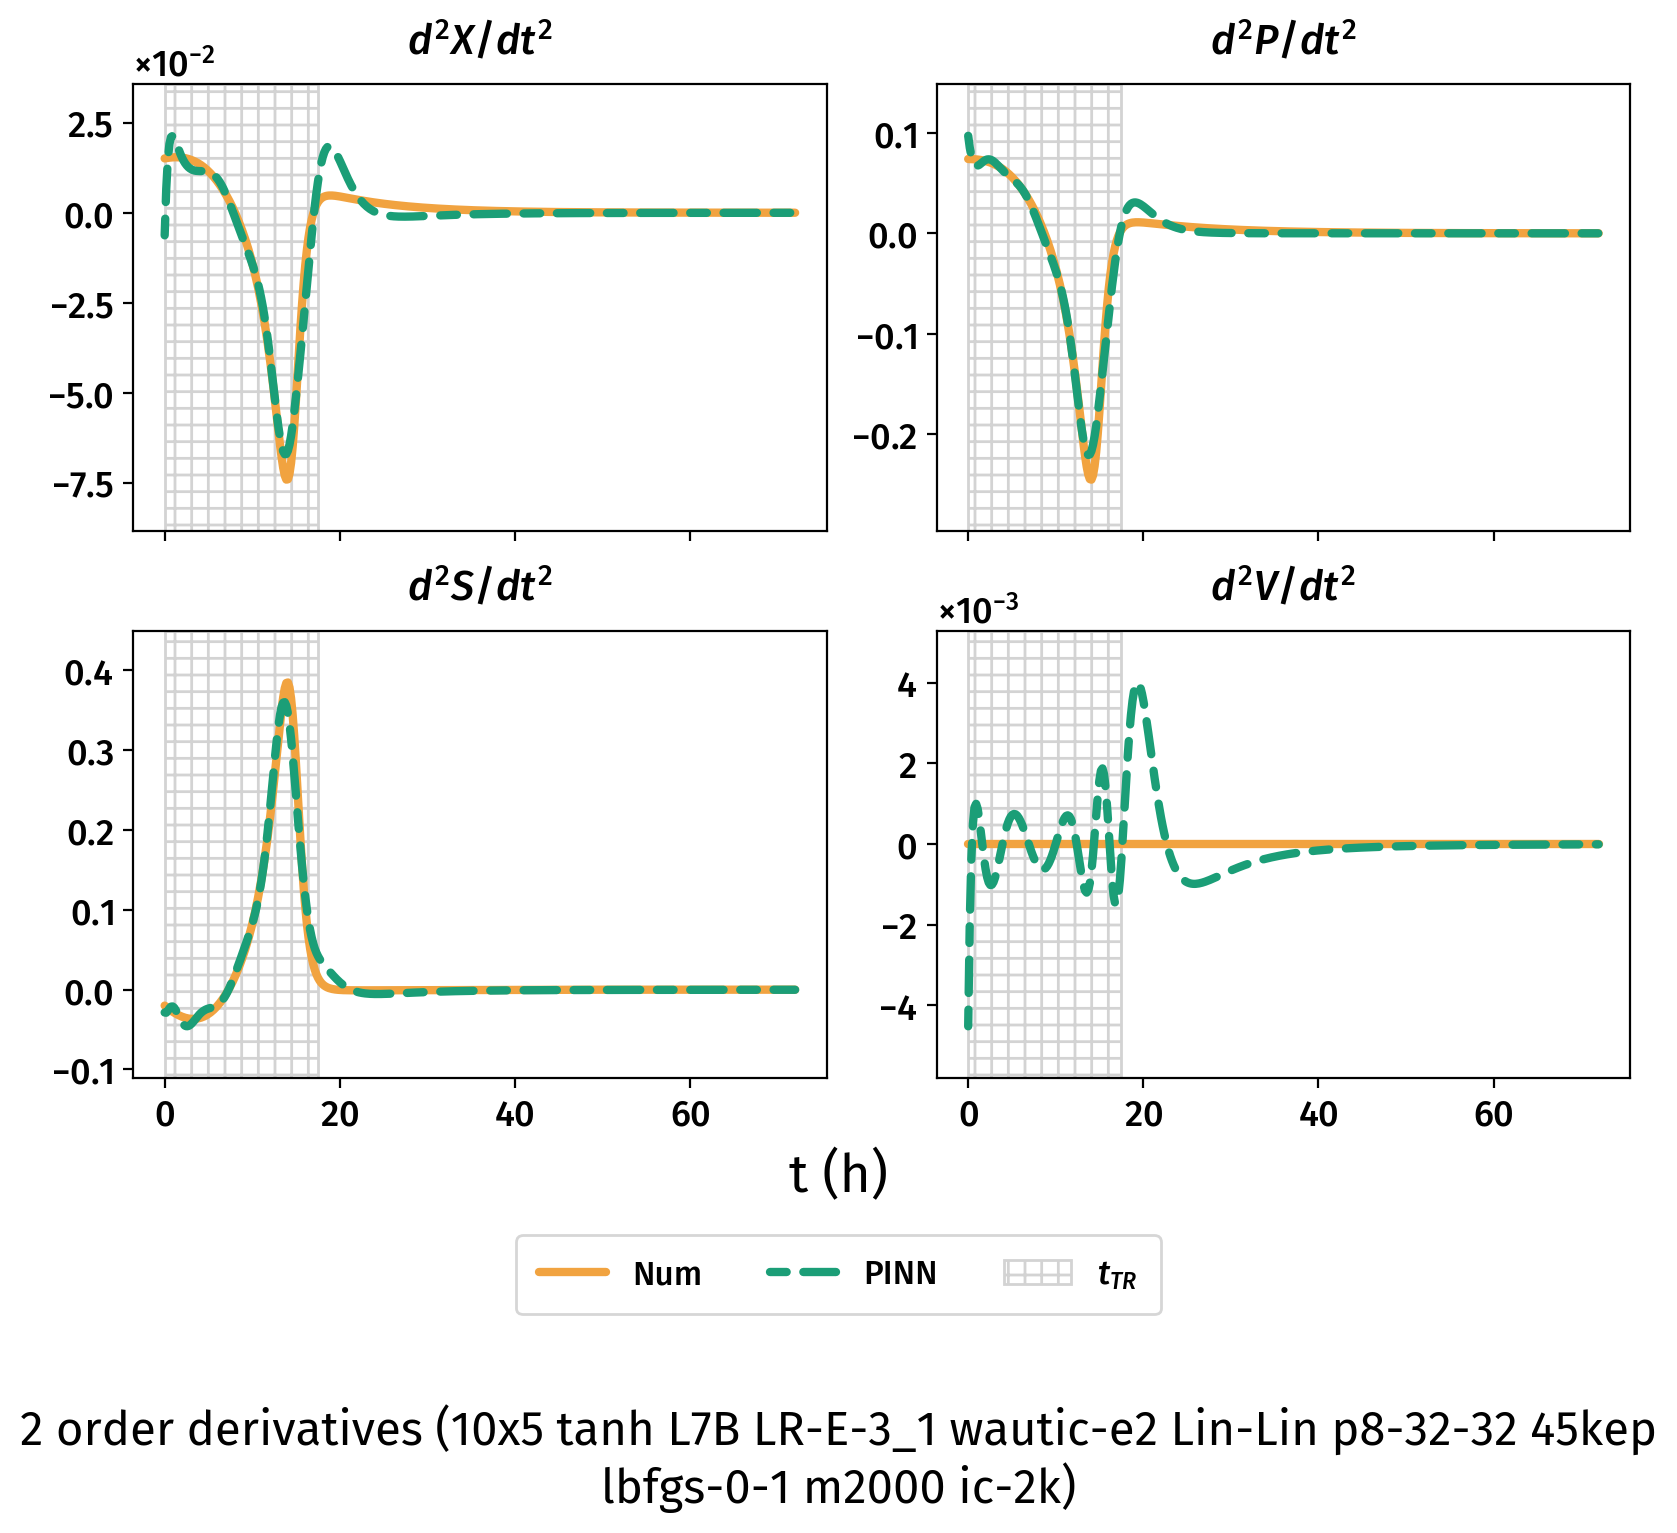 d²X/dt²
×10⁻²
2.5
0.0
−2.5
−5.0
−7.5
d²P/dt²
0.1
0.0
−0.1
−0.2
d²S/dt²
0.4
0.3
0.2
0.1
0.0
−0.1
0 20 40 60
d²V/dt²
×10⁻³
4
2
0
−2
−4
0 20 40 60
t (h)
Num PINN t_TR
2 order derivatives (10x5 tanh L7B LR-E-3_1 wautic-e2 Lin-Lin p8-32-32 45kep
lbfgs-0-1 m2000 ic-2k)